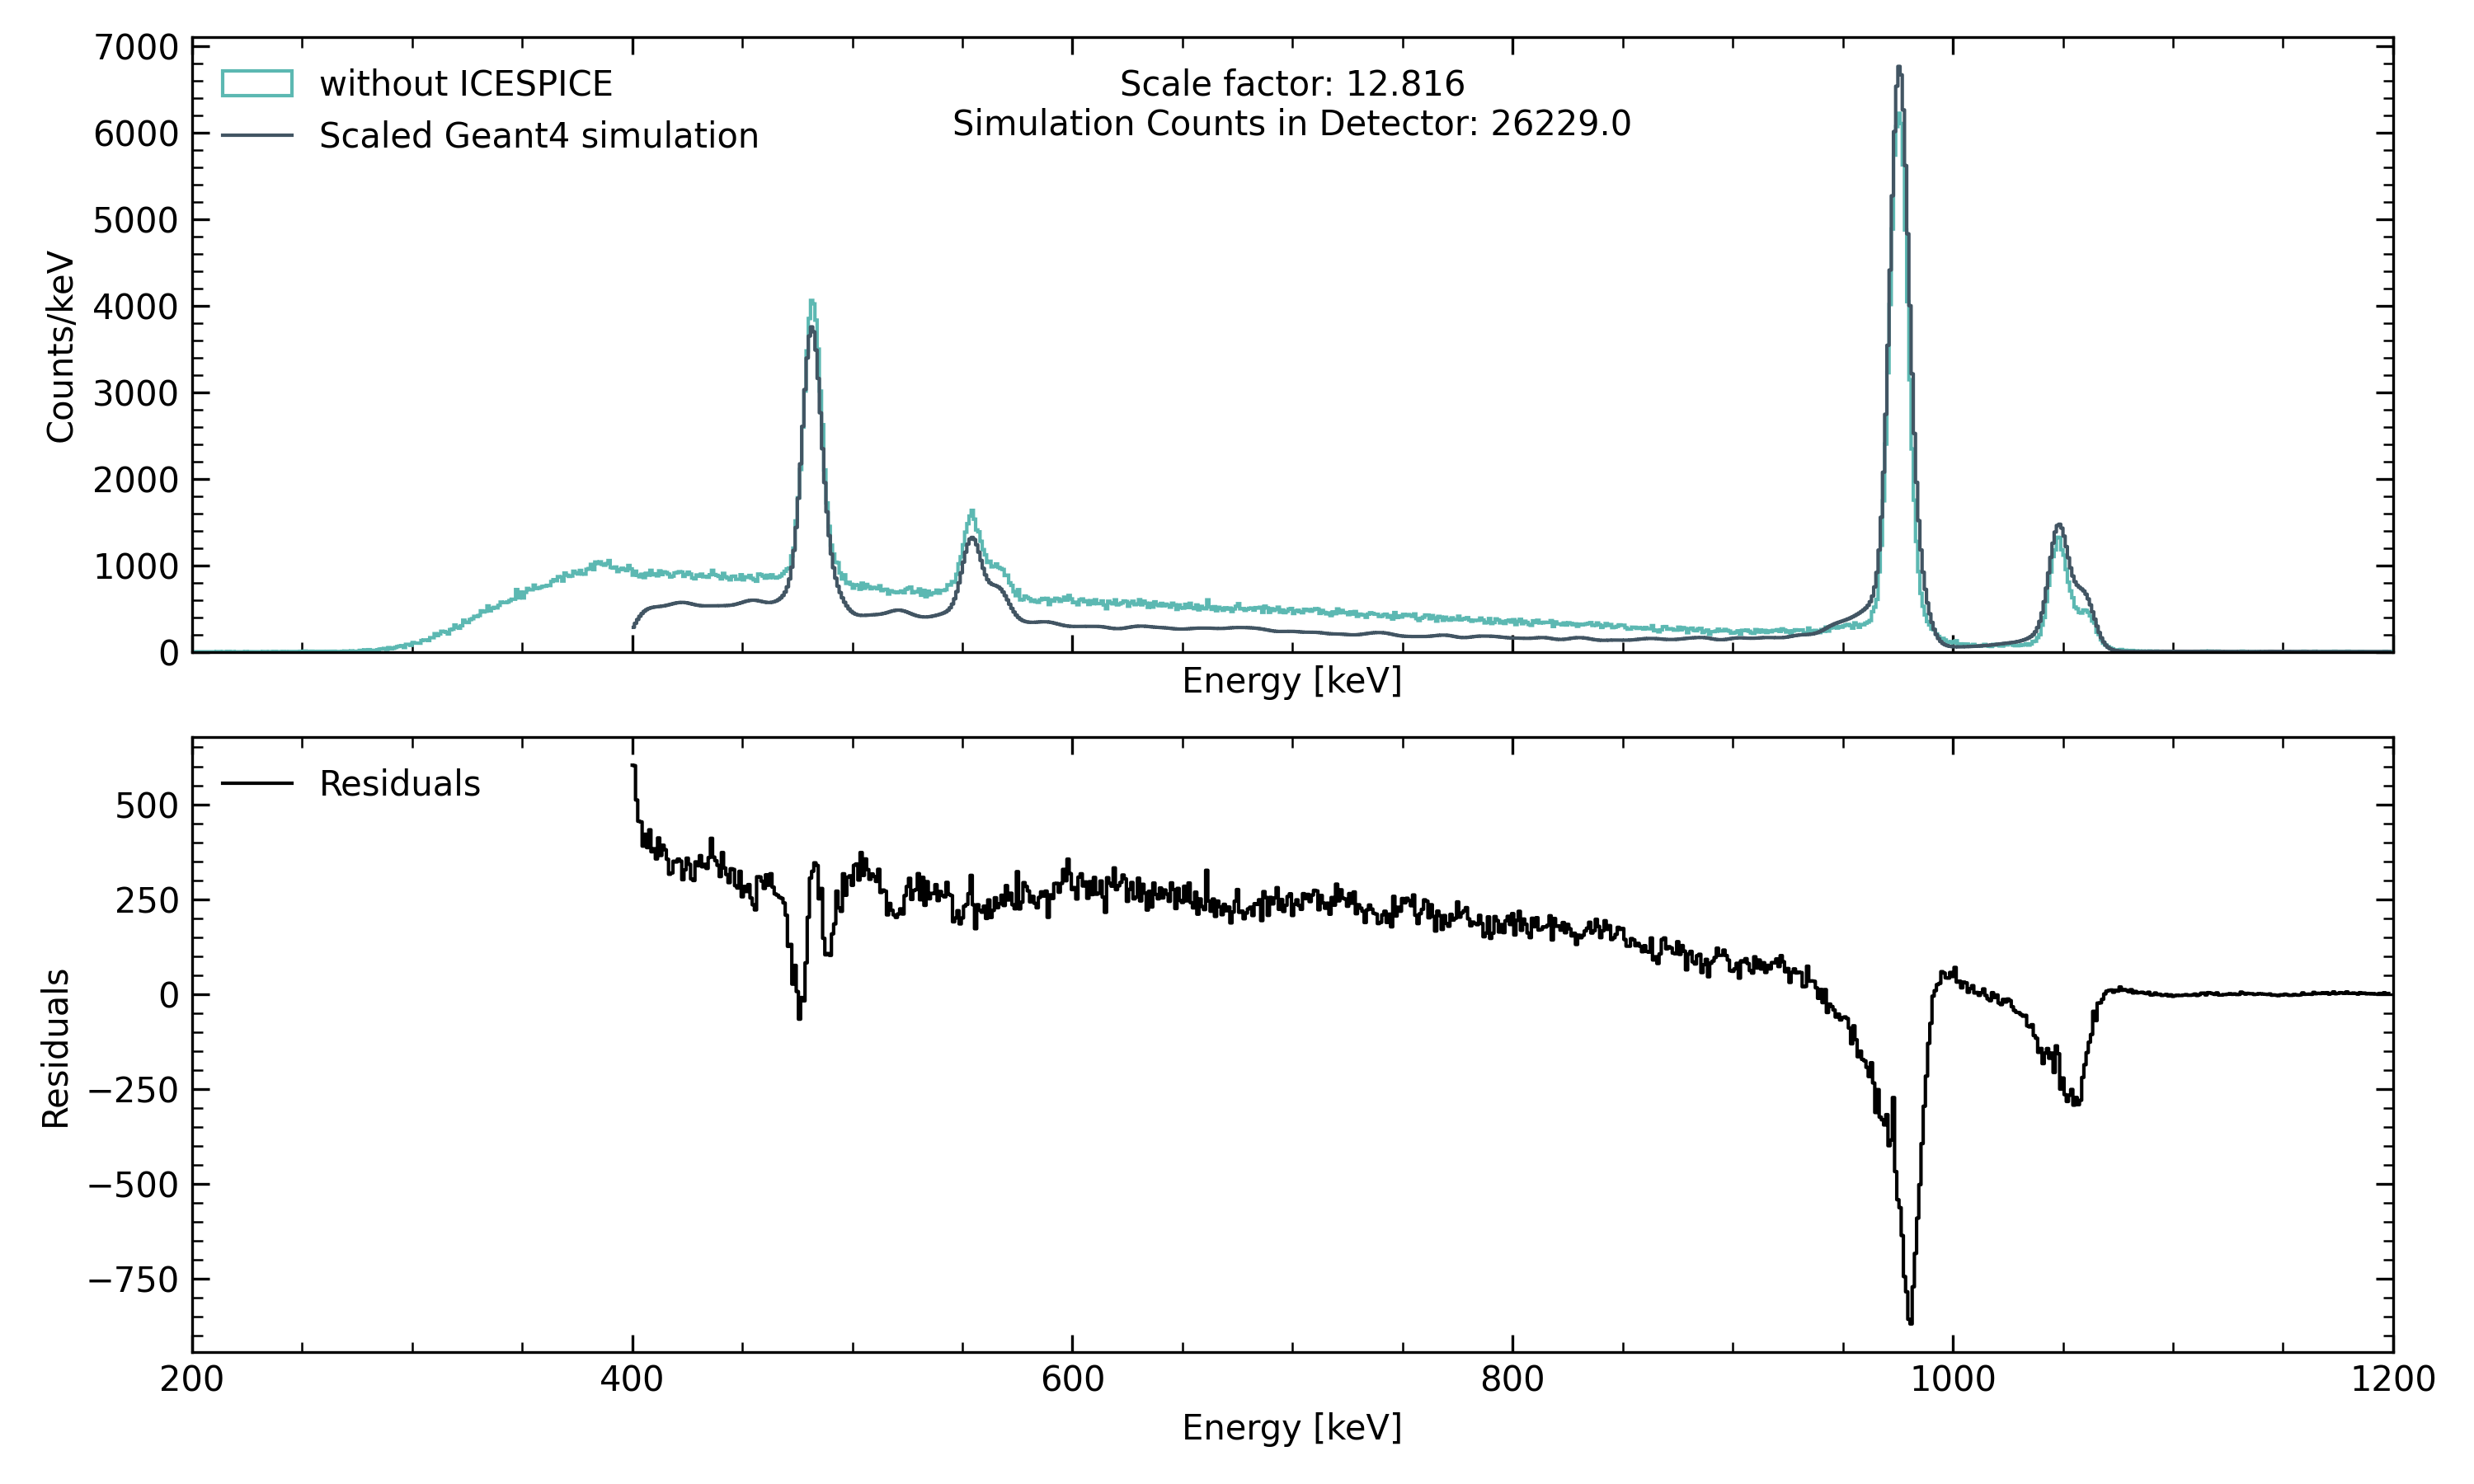 7000
6000
5000
4000
3000
2000
1000
0
Counts/keV
without ICESPICE
Scaled Geant4 simulation
Scale factor: 12.816
Simulation Counts in Detector: 26229.0
Energy [keV]
500
250
0
−250
−500
−750
Residuals
Residuals
200
400
600
800
1000
1200
Energy [keV]